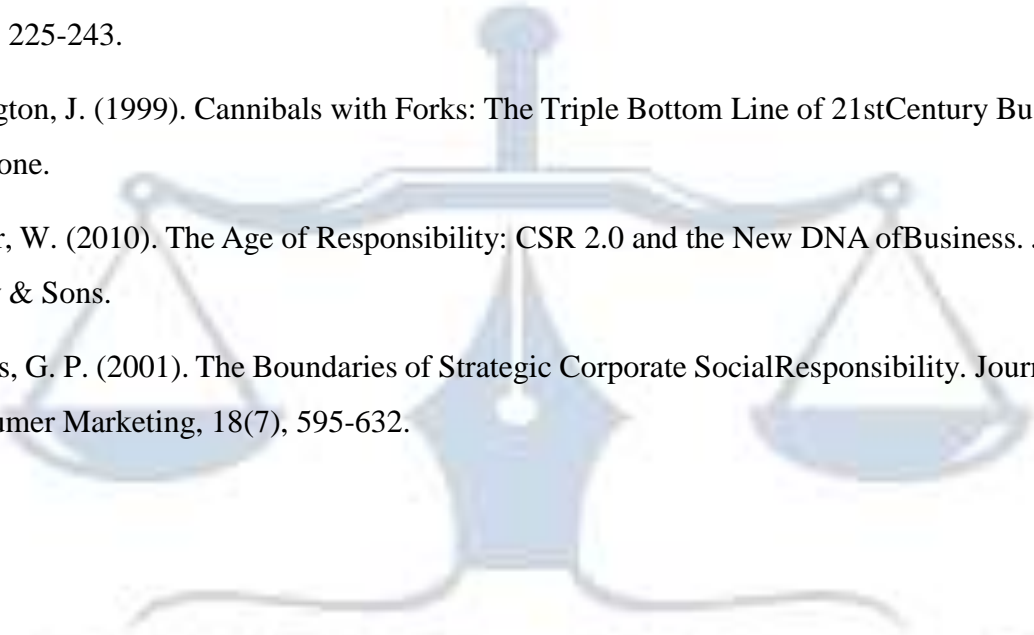 225-243.
gton, J. (1999). Cannibals with Forks: The Triple Bottom Line of 21stCentury Bu
one.
r, W. (2010). The Age of Responsibility: CSR 2.0 and the New DNA ofBusiness.
& Sons.
s, G. P. (2001). The Boundaries of Strategic Corporate SocialResponsibility. Journ
umer Marketing, 18(7), 595-632.